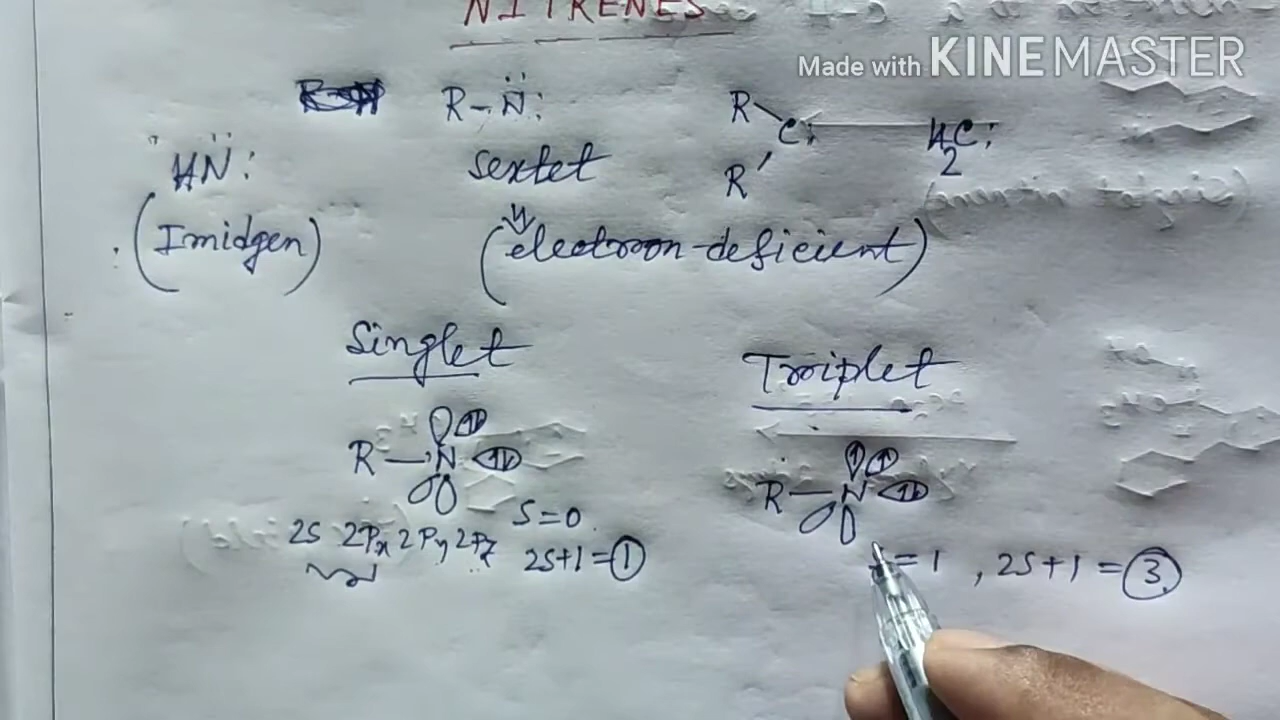 NITRENES
Made with KINEMASTER
R-N̈: R C: H2C:
HN̈: sextet R'
(Imidgen) (electron-deficient)
Singlet Triplet
R-N R-N
2S 2Px 2Py 2Pz S=0
2S+1=1 =1, 2S+1=3